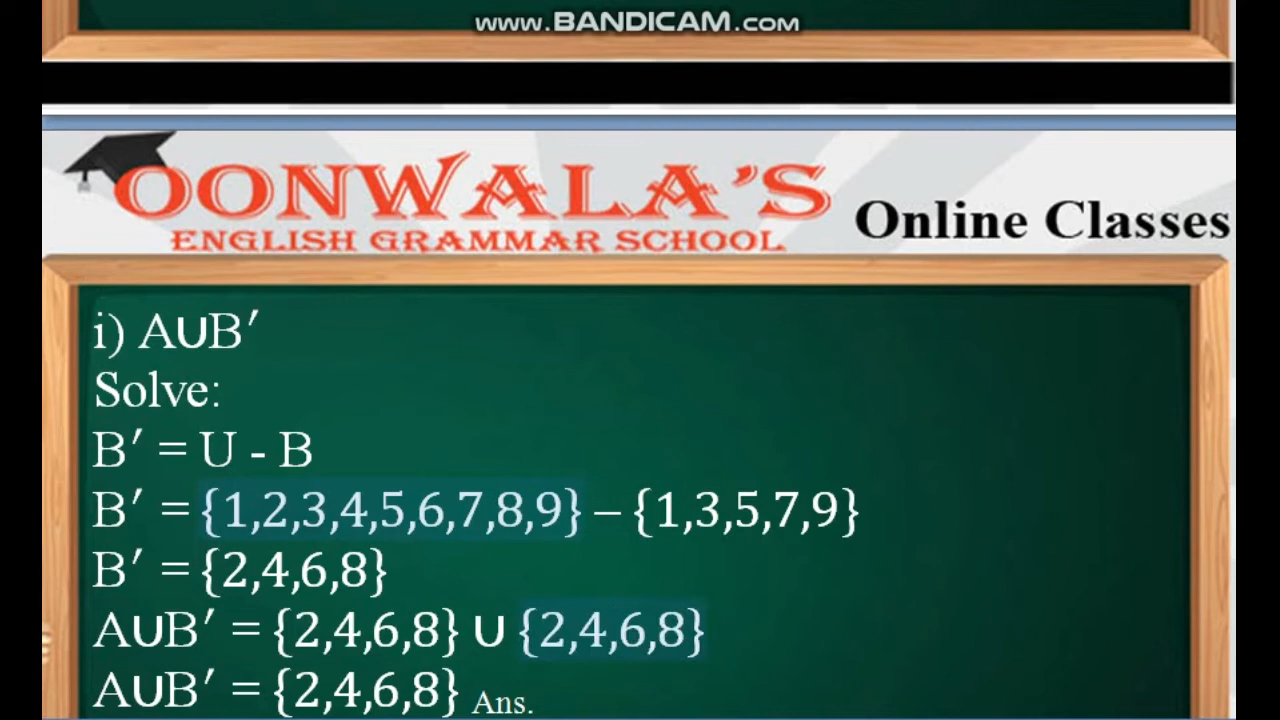 www.BANDICAM.COM
OONWALA'S
ENGLISH GRAMMAR SCHOOL
Online Classes
i) A∪B′
Solve:
B′ = U - B
B′ = {1,2,3,4,5,6,7,8,9} – {1,3,5,7,9}
B′ = {2,4,6,8}
A∪B′ = {2,4,6,8} ∪ {2,4,6,8}
A∪B′ = {2,4,6,8} Ans.